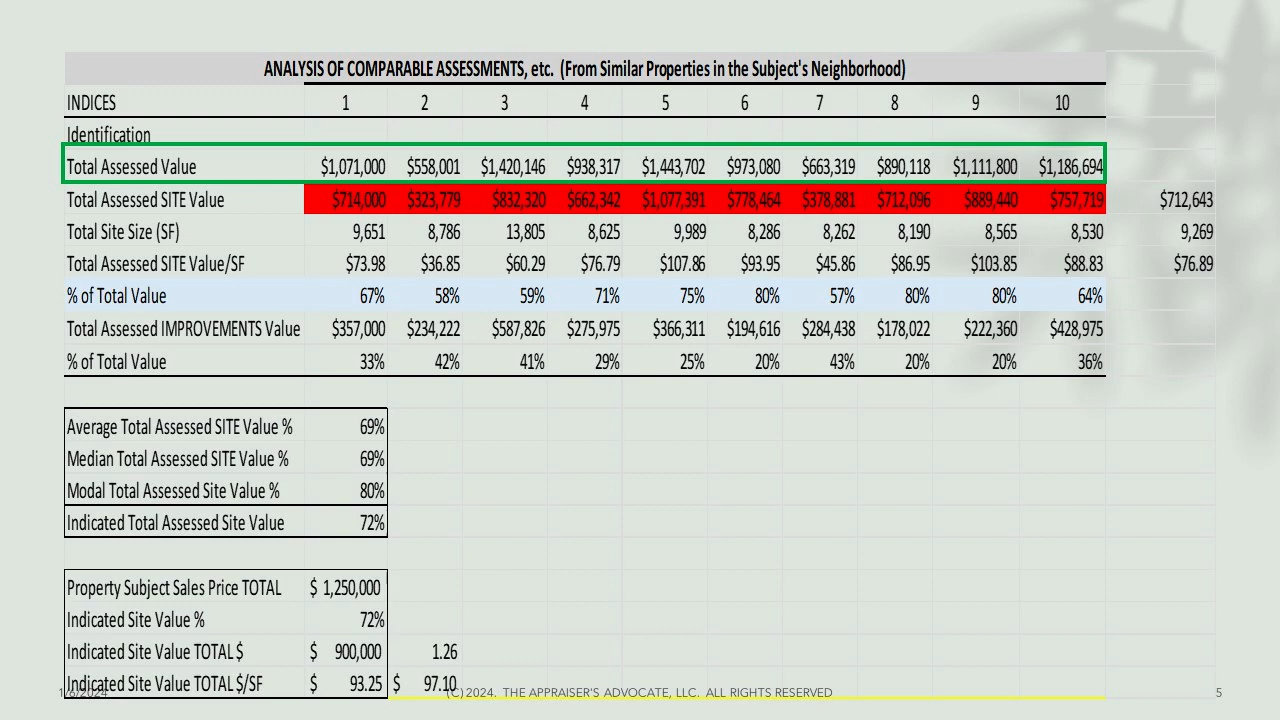 ANALYSIS OF COMPARABLE ASSESSMENTS, etc. (From Similar Properties in the Subject's Neighborhood)
INDICES 1 2 3 4 5 6 7 8 9 10
Identification
Total Assessed Value $1,071,000 $558,001 $1,420,146 $938,317 $1,443,702 $973,080 $663,319 $890,118 $1,111,800 $1,186,694
Total Assessed SITE Value $714,000 $323,779 $832,320 $662,342 $1,077,391 $778,464 $378,881 $712,096 $889,440 $757,719 $712,643
Total Site Size (SF) 9,651 8,786 13,805 8,625 9,989 8,286 8,262 8,190 8,565 8,530 9,269
Total Assessed SITE Value/SF $73.98 $36.85 $60.29 $76.79 $107.86 $93.95 $45.86 $86.95 $103.85 $88.83 $76.89
% of Total Value 67% 58% 59% 71% 75% 80% 57% 80% 80% 64%
Total Assessed IMPROVEMENTS Value $357,000 $234,222 $587,826 $275,975 $366,311 $194,616 $284,438 $178,022 $222,360 $428,975
% of Total Value 33% 42% 41% 29% 25% 20% 43% 20% 20% 36%
Average Total Assessed SITE Value % 69%
Median Total Assessed SITE Value % 69%
Modal Total Assessed Site Value % 80%
Indicated Total Assessed Site Value 72%
Property Subject Sales Price TOTAL $ 1,250,000
Indicated Site Value % 72%
Indicated Site Value TOTAL $ $ 900,000 1.26
Indicated Site Value TOTAL $/SF $ 93.25 $ 97.10
1/6/2024 (C) 2024. THE APPRAISER'S ADVOCATE, LLC. ALL RIGHTS RESERVED 5